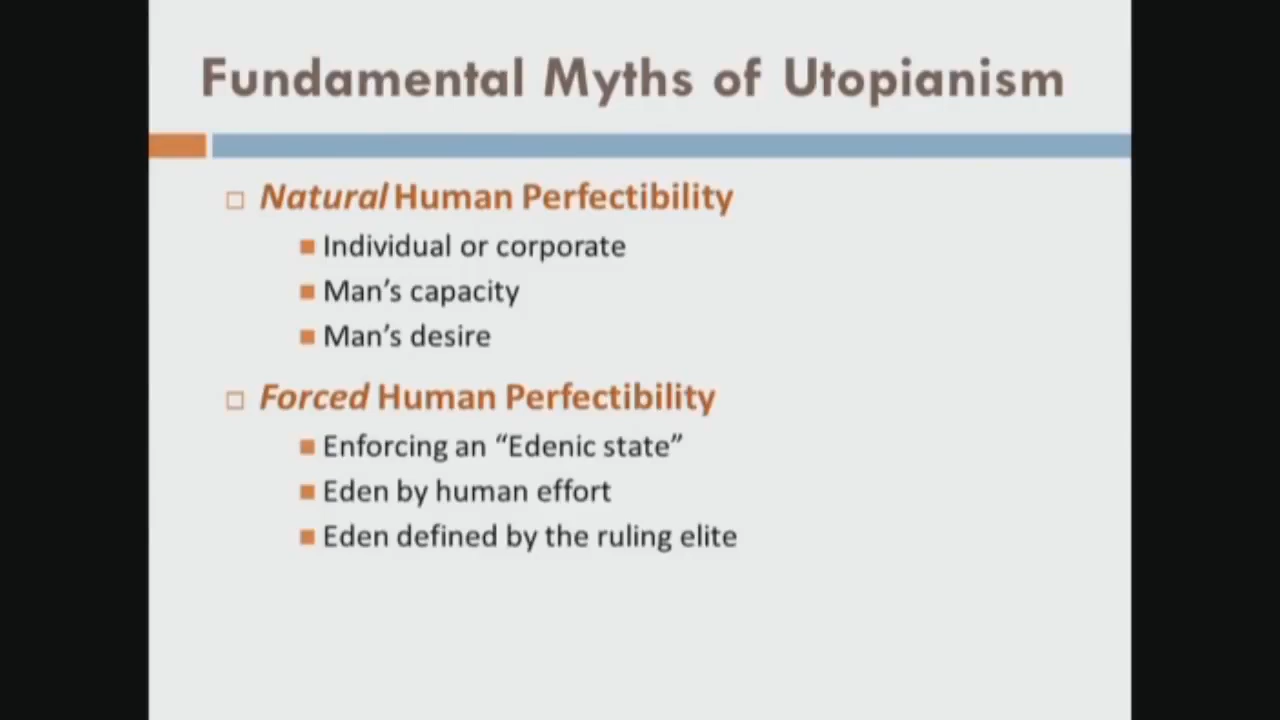 Fundamental Myths of Utopianism
Natural Human Perfectibility
Individual or corporate
Man’s capacity
Man’s desire
Forced Human Perfectibility
Enforcing an “Edenic state”
Eden by human effort
Eden defined by the ruling elite